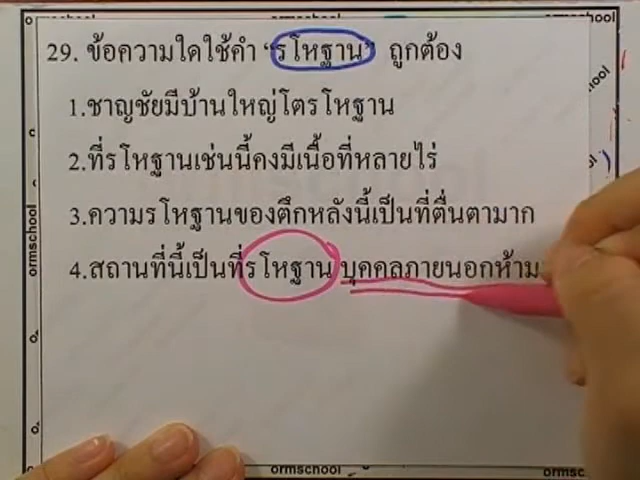 ormschool
29. ข้อความใดใช้คำ "รโหฐาน" ถูกต้อง
1.ชาญชัยมีบ้านใหญ่โตรโหฐาน
2.ที่รโหฐานเช่นนี้คงมีเนื้อที่หลายไร่
3.ความรโหฐานของตึกหลังนี้เป็นที่ตื่นตามาก
4.สถานที่นี้เป็นที่รโหฐาน บุคคลภายนอกห้าม
ormschool
ormschool